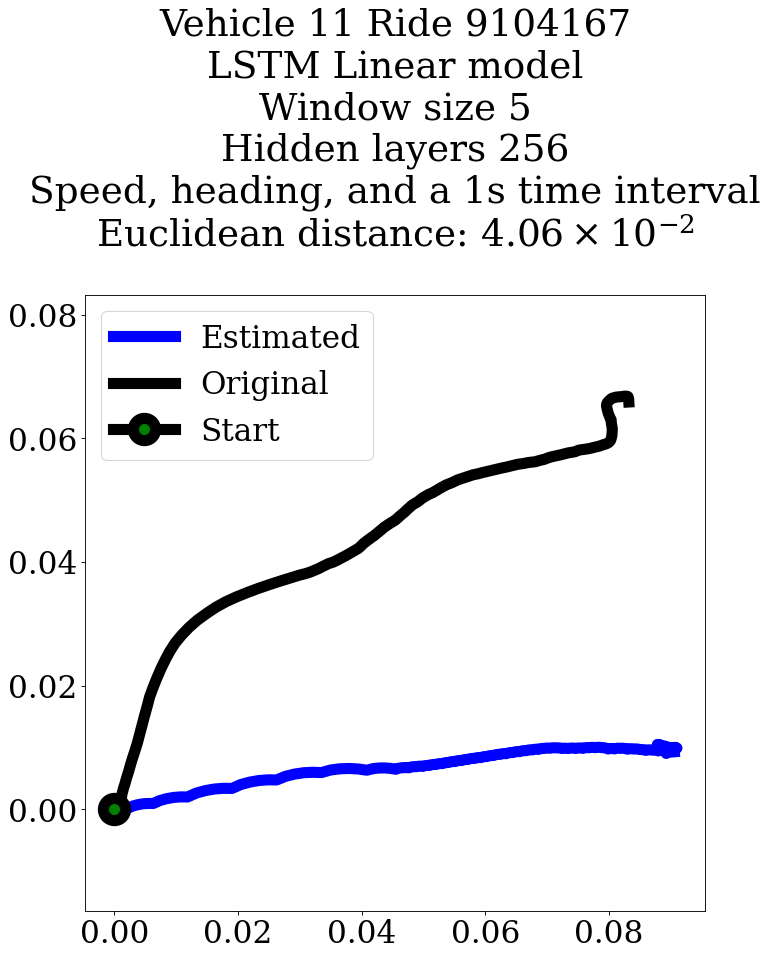 Vehicle 11 Ride 9104167
LSTM Linear model
Window size 5
Hidden layers 256
Speed, heading, and a 1s time interval
Euclidean distance: 4.06 × 10⁻²
Estimated
Original
Start
0.08
0.06
0.04
0.02
0.00
0.00 0.02 0.04 0.06 0.08